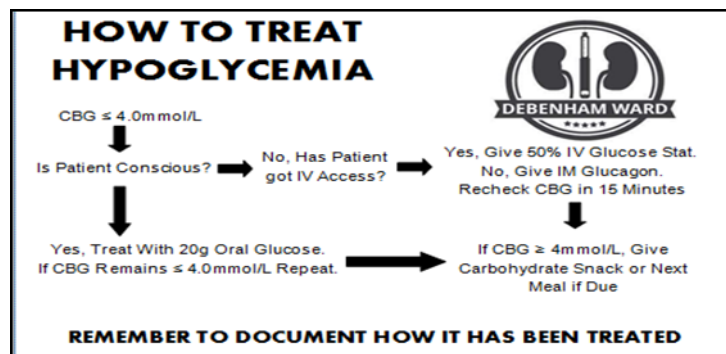 HOW TO TREAT
HYPOGLYCEMIA
DEBENHAM WARD
CBG ≤ 4.0mmol/L
Is Patient Conscious?
No, Has Patient
got IV Access?
Yes, Give 50% IV Glucose Stat.
No, Give IM Glucagon.
Recheck CBG in 15 Minutes
Yes, Treat With 20g Oral Glucose.
If CBG Remains ≤ 4.0mmol/L Repeat.
If CBG ≥ 4mmol/L, Give
Carbohydrate Snack or Next
Meal if Due
REMEMBER TO DOCUMENT HOW IT HAS BEEN TREATED